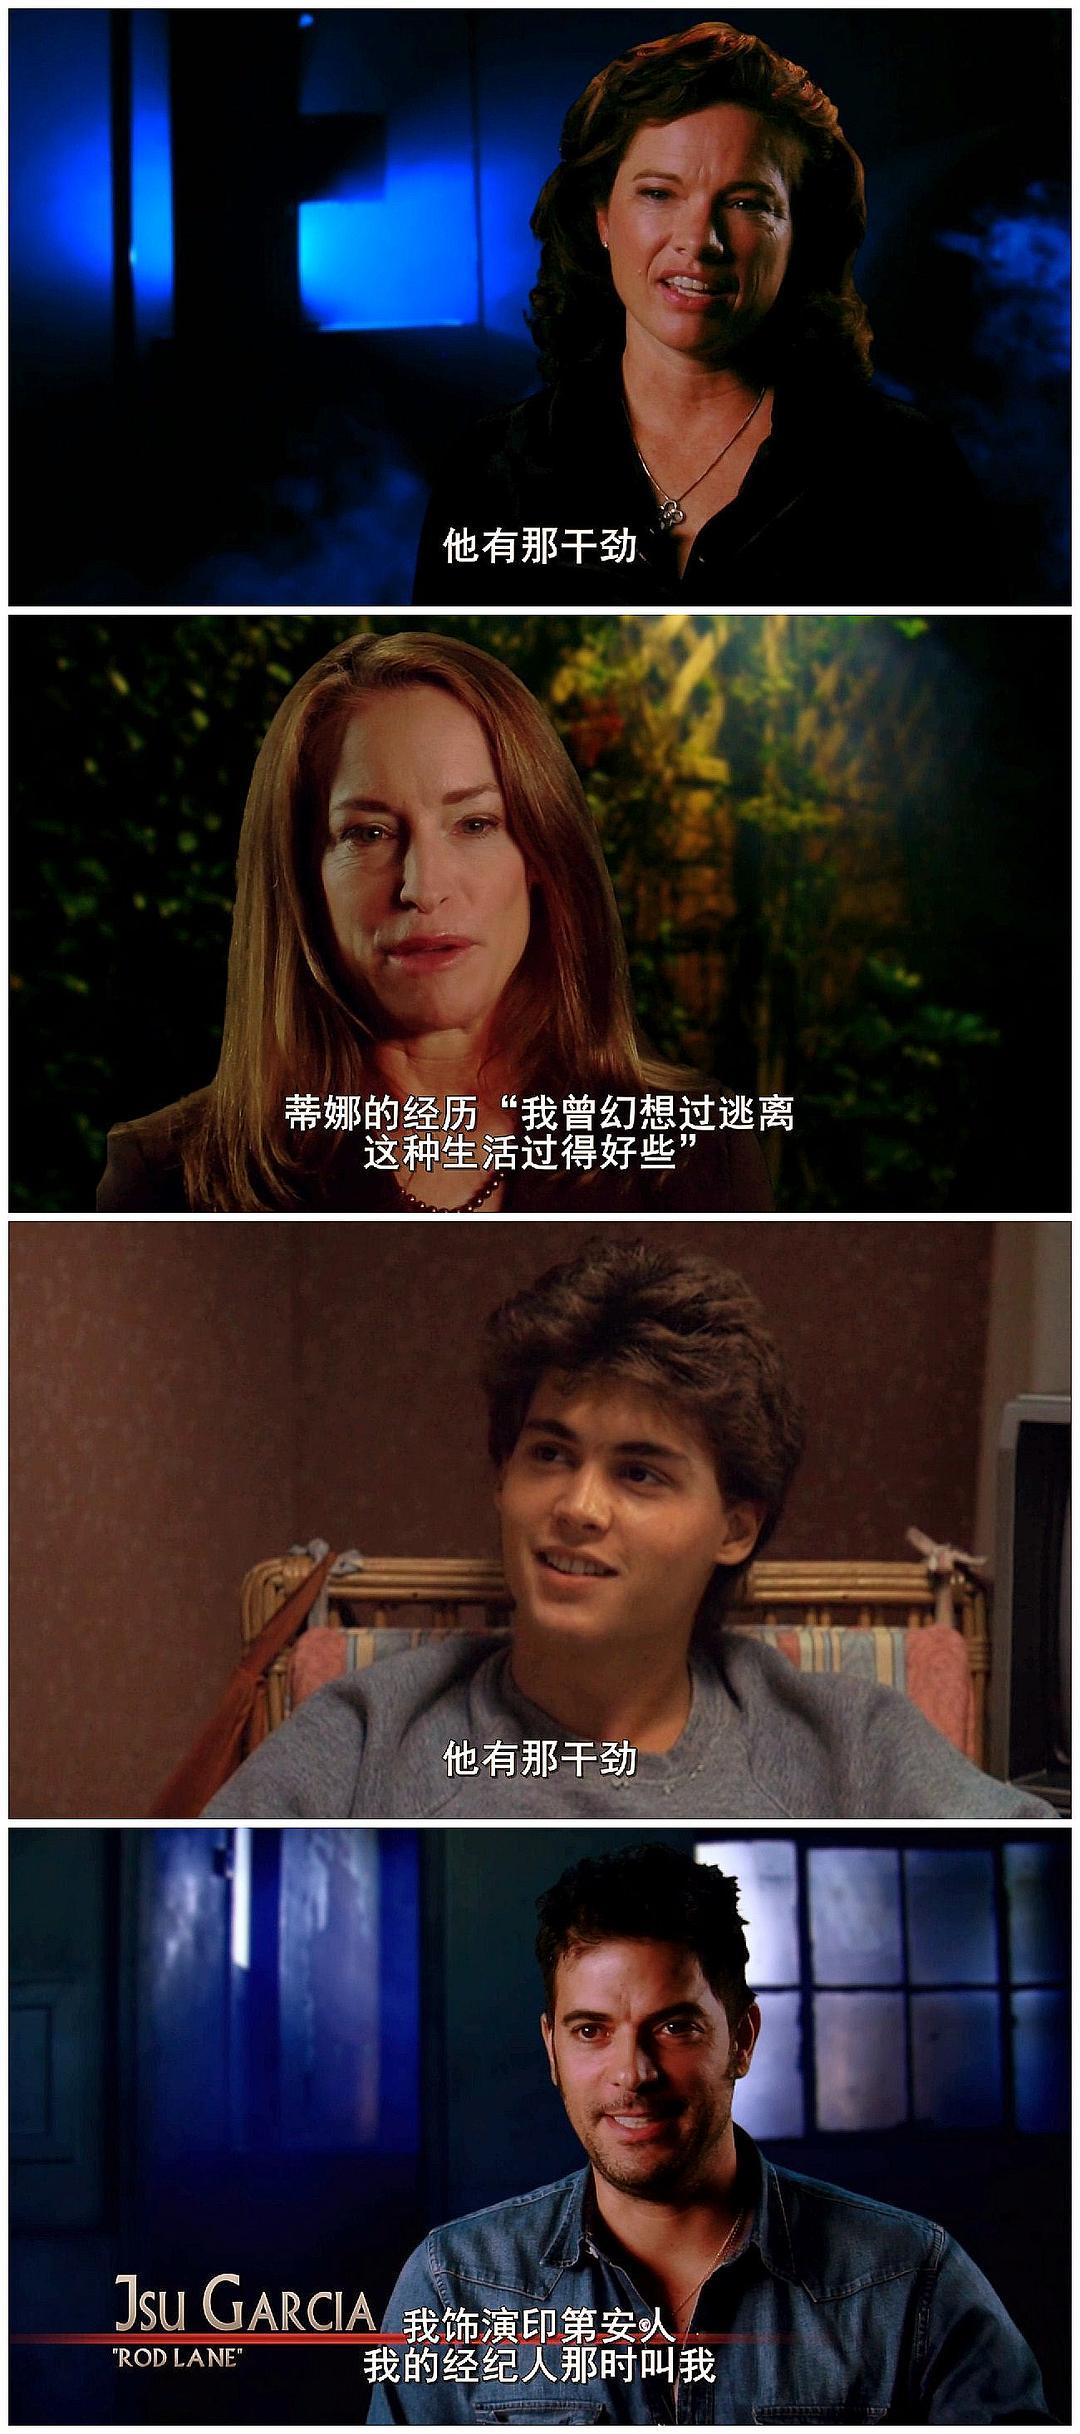 他有那干劲
蒂娜的经历“我曾幻想过逃离
这种生活过得好些”
他有那干劲
JSU GARCIA
"ROD LANE"
我饰演印第安人
我的经纪人那时叫我